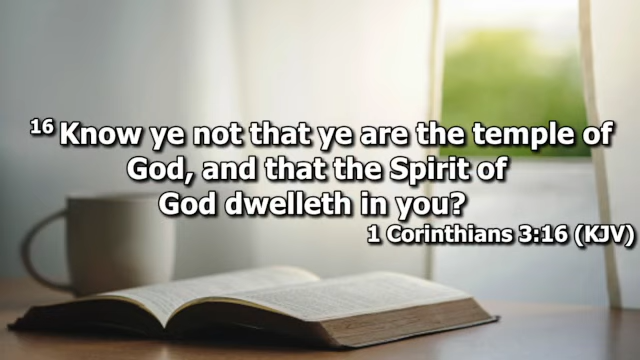 16 Know ye not that ye are the temple of
God, and that the Spirit of
God dwelleth in you?
1 Corinthians 3:16 (KJV)